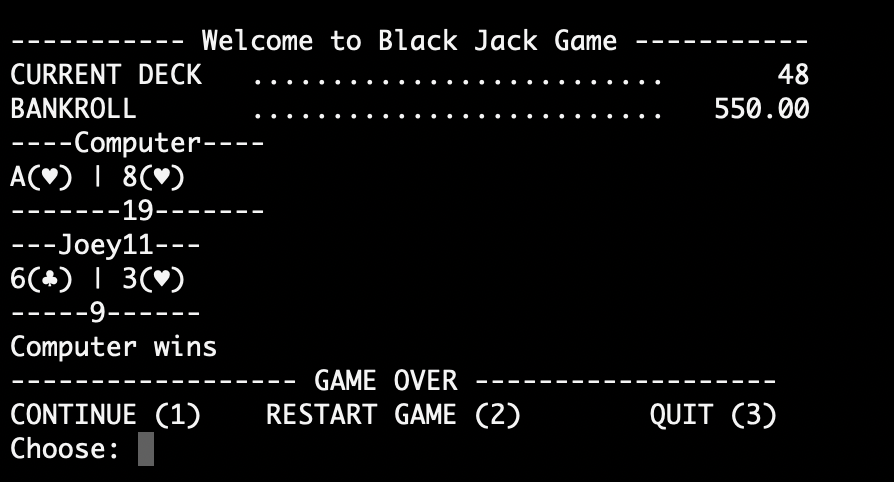 ----------- Welcome to Black Jack Game -----------
CURRENT DECK   ..........................       48
BANKROLL       ..........................   550.00
----Computer----
A(♥) | 8(♥)
-------19-------
---Joey11---
6(♣) | 3(♥)
-----9------
Computer wins
------------------ GAME OVER -------------------
CONTINUE (1)    RESTART GAME (2)        QUIT (3)
Choose: